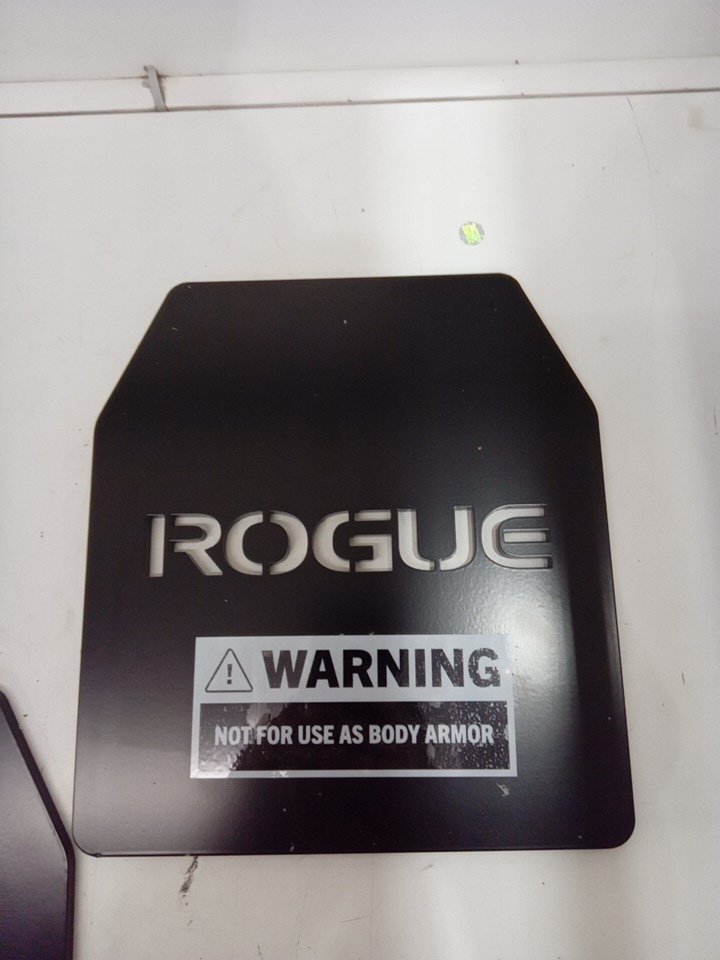 ROGUE
WARNING
NOT FOR USE AS BODY ARMOR